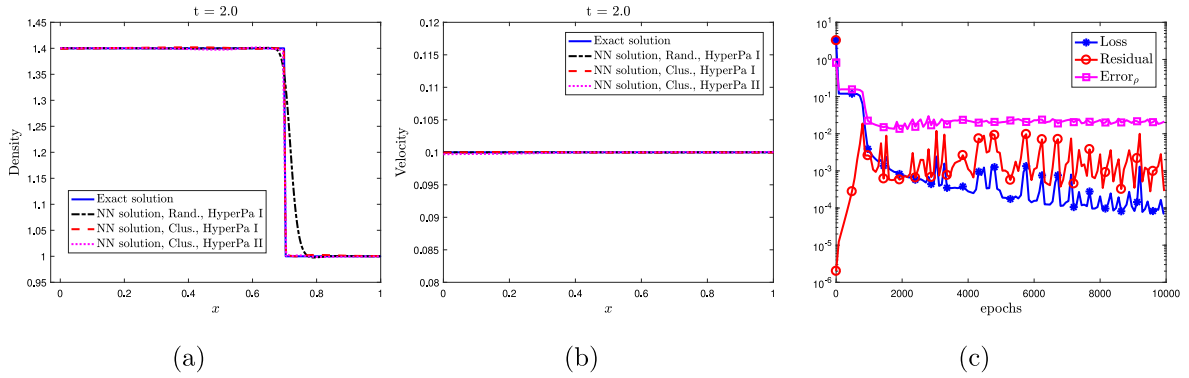 t = 2.0
1.45
1.4
1.35
1.3
1.25
1.2
1.15
1.1
1.05
1
0.95
Density
Exact solution
NN solution, Rand., HyperPa I
NN solution, Clus., HyperPa I
NN solution, Clus., HyperPa II
0 0.2 0.4 0.6 0.8 1
x
(a)
t = 2.0
0.12
0.115
0.11
0.105
0.1
0.095
0.09
0.085
0.08
Velocity
Exact solution
NN solution, Rand., HyperPa I
NN solution, Clus., HyperPa I
NN solution, Clus., HyperPa II
0 0.2 0.4 0.6 0.8 1
x
(b)
10^1
10^0
10^-1
10^-2
10^-3
10^-4
10^-5
10^-6
Loss
Residual
Error_ρ
0 2000 4000 6000 8000 10000
epochs
(c)